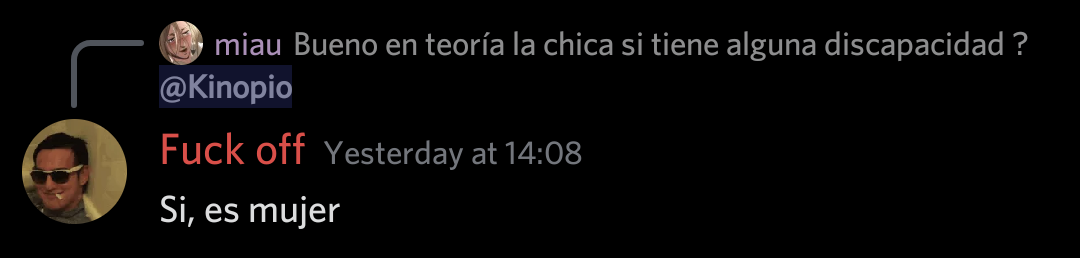 miau Bueno en teoría la chica si tiene alguna discapacidad ?
@Kinopio
Fuck off Yesterday at 14:08
Si, es mujer